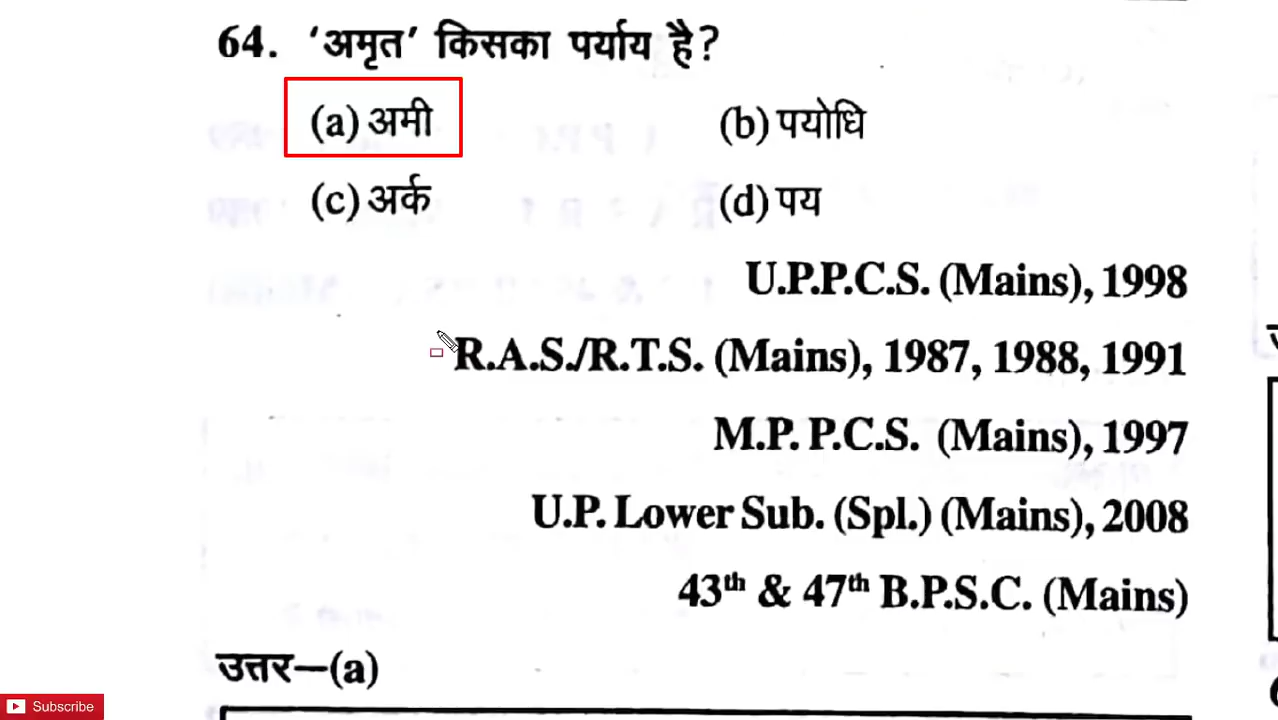 64. ‘अमृत’ किसका पर्याय है?
(a) अमी (b) पयोधि
(c) अर्क (d) पय
U.P.P.C.S. (Mains), 1998
R.A.S./R.T.S. (Mains), 1987, 1988, 1991
M.P. P.C.S. (Mains), 1997
U.P. Lower Sub. (Spl.) (Mains), 2008
43th & 47th B.P.S.C. (Mains)
उत्तर–(a)
Subscribe